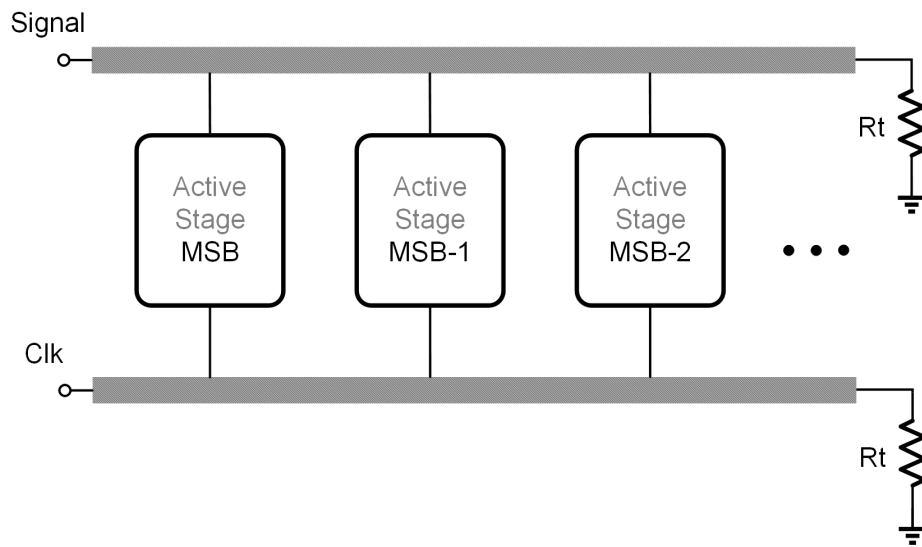 Signal
Rt
Active
Stage
MSB
Active
Stage
MSB-1
Active
Stage
MSB-2
Clk
Rt